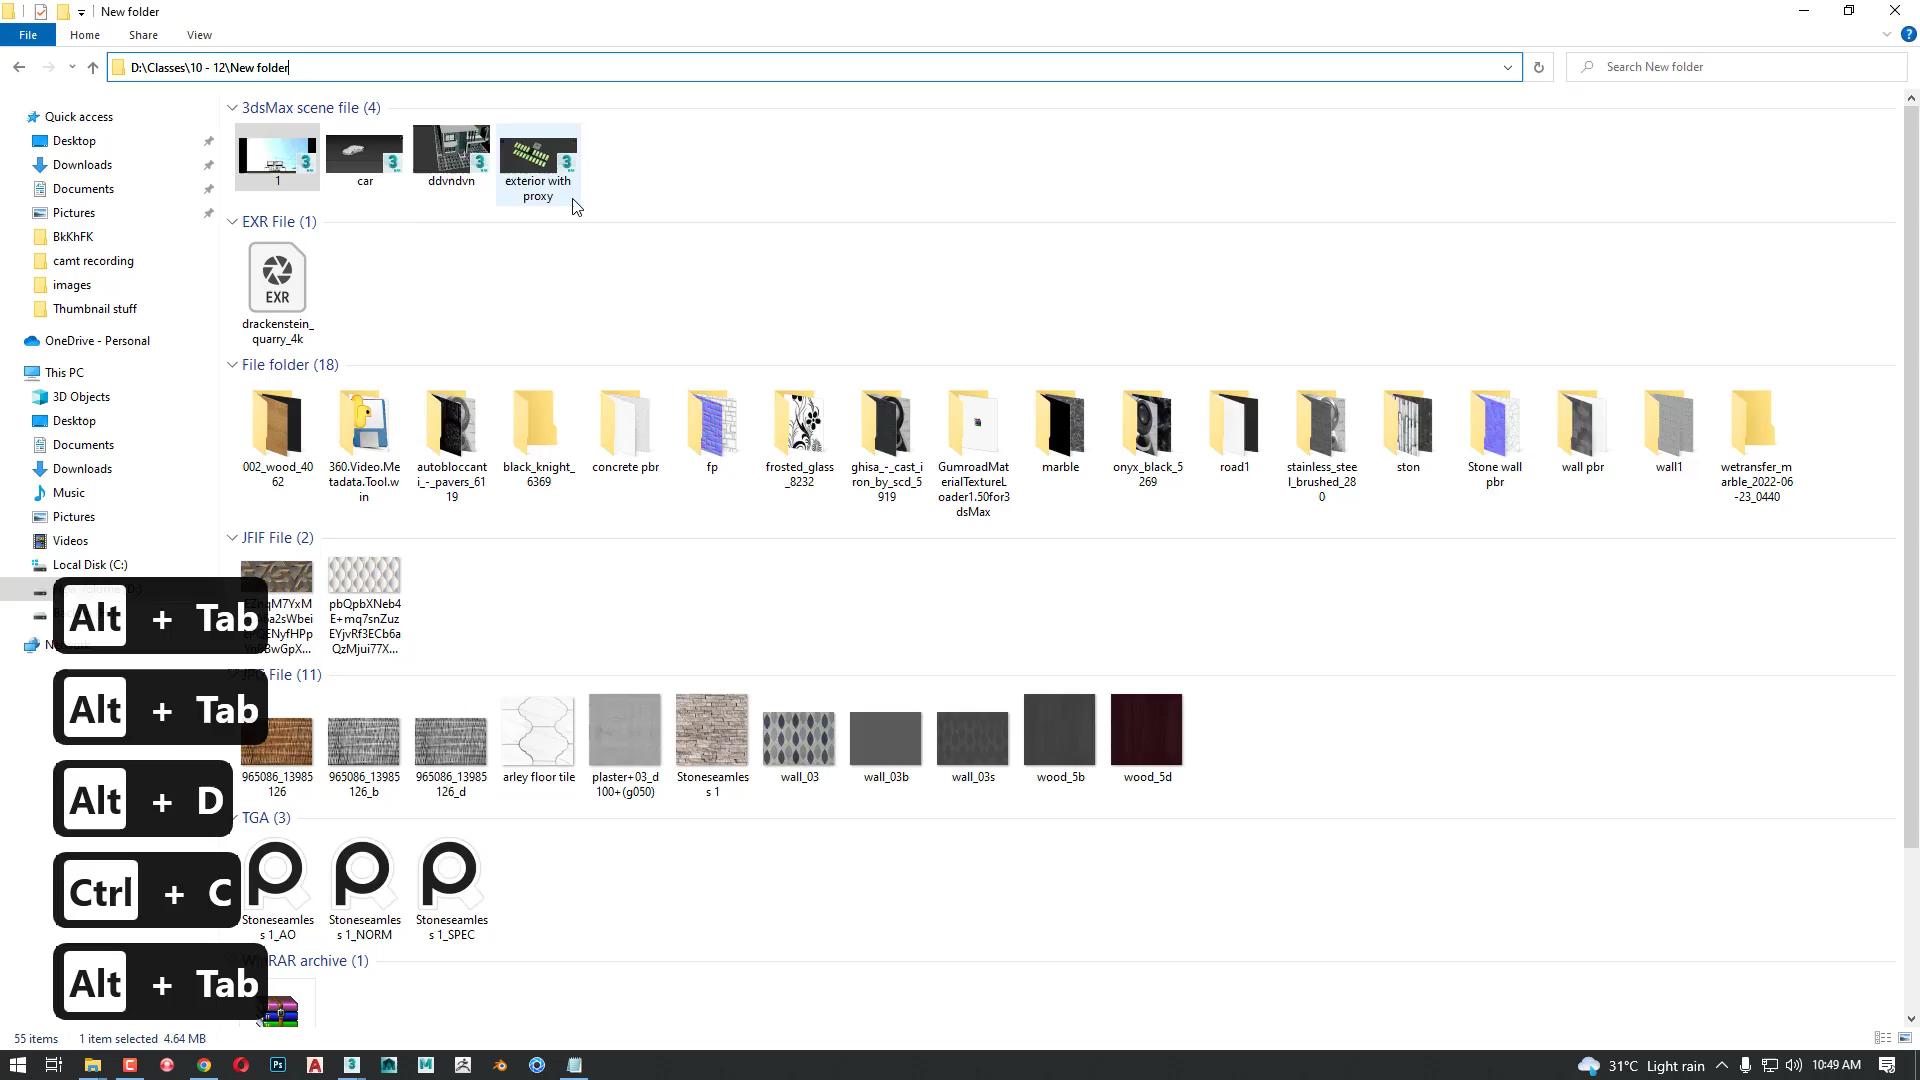 New folder
File
Home
Share
View
D:\Classes\10 - 12\New folder
Search New folder
Quick access
Desktop
Downloads
Documents
Pictures
BkKhFK
camt recording
images
Thumbnail stuff
OneDrive - Personal
This PC
3D Objects
Desktop
Documents
Downloads
Music
Pictures
Videos
Local Disk (C:)
3dsMax scene file (4)
1
car
ddvndvn
exterior with
proxy
EXR File (1)
EXR
drackenstein_
quarry_4k
File folder (18)
002_wood_40
62
360.Video.Me
tadata.Tool.w
in
autobloccant
i_-_pavers_61
19
black_knight_
6369
concrete pbr
fp
frosted_glass
_8232
ghisa_-_cast_i
ron_by_scd_5
919
GumroadMat
erialTextureL
oader1.50for3
dsMax
marble
onyx_black_5
269
road1
stainless_stee
l_brushed_28
0
ston
Stone wall
pbr
wall pbr
wall1
wetransfer_m
arble_2022-06
-23_0440
JFIF File (2)
pbQpbXNeb4
E+mq7snZuz
EYjvRf3ECb6a
QzMjui77X...
JPG File (11)
965086_13985
126
965086_13985
126_b
965086_13985
126_d
arley floor tile
plaster+03_d
100+(g050)
Stoneseamles
s 1
wall_03
wall_03b
wall_03s
wood_5b
wood_5d
TGA (3)
Stoneseamles
s 1_AO
Stoneseamles
s 1_NORM
Stoneseamles
s 1_SPEC
WinRAR archive (1)
Alt + Tab
Alt + Tab
Alt + D
Ctrl + C
Alt + Tab
55 items
1 item selected 4.64 MB
31°C Light rain
10:49 AM